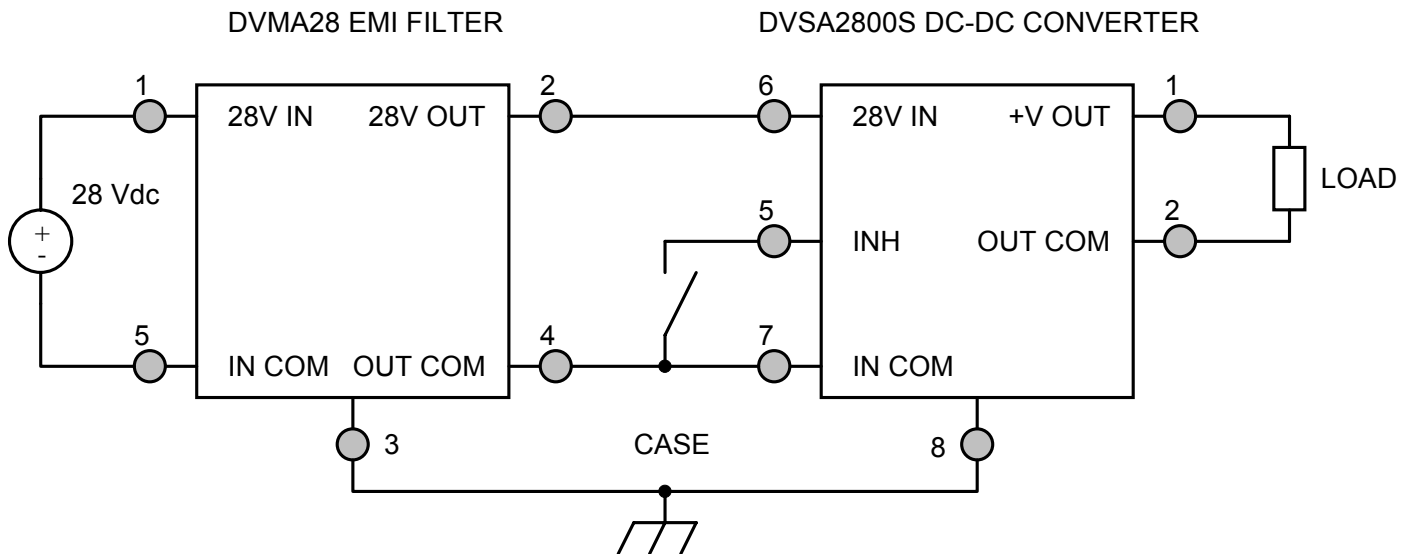 DVMA28 EMI FILTER DVSA2800S DC-DC CONVERTER
1 2 6 1
28V IN 28V OUT 28V IN +V OUT
28 Vdc LOAD
5 2
+ INH OUT COM
-
5 4 7
IN COM OUT COM IN COM
3 CASE 8